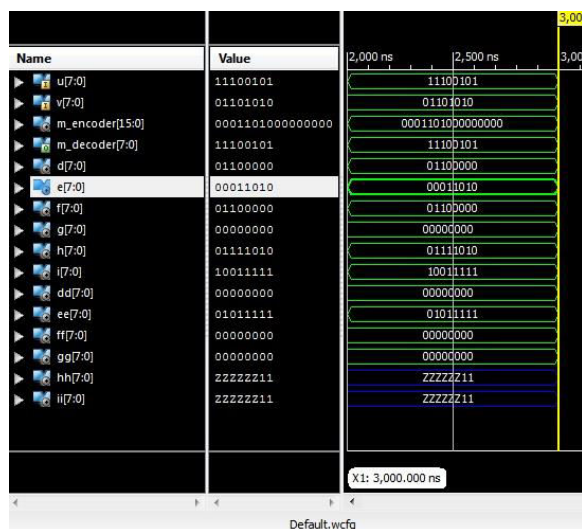 3,00
Name Value 2,000 ns 2,500 ns 3,00
u[7:0] 11100101 11100101
v[7:0] 01101010 01101010
m_encoder[15:0] 0001101000000000 0001101000000000
m_decoder[7:0] 11100101 11100101
d[7:0] 01100000 01100000
e[7:0] 00011010 00011010
f[7:0] 01100000 01100000
g[7:0] 00000000 00000000
h[7:0] 01111010 01111010
i[7:0] 10011111 10011111
dd[7:0] 00000000 00000000
ee[7:0] 01011111 01011111
ff[7:0] 00000000 00000000
gg[7:0] 00000000 00000000
hh[7:0] ZZZZZZ11 ZZZZZZ11
ii[7:0] ZZZZZZ11 ZZZZZZ11
X1: 3,000.000 ns
Default.wcfg